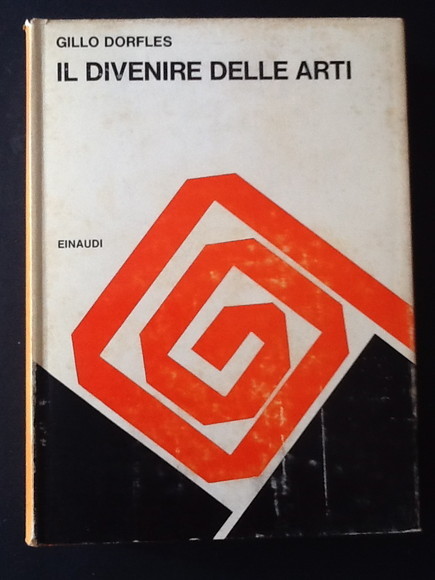 GILLO DORFLES
IL DIVENIRE DELLE ARTI
EINAUDI